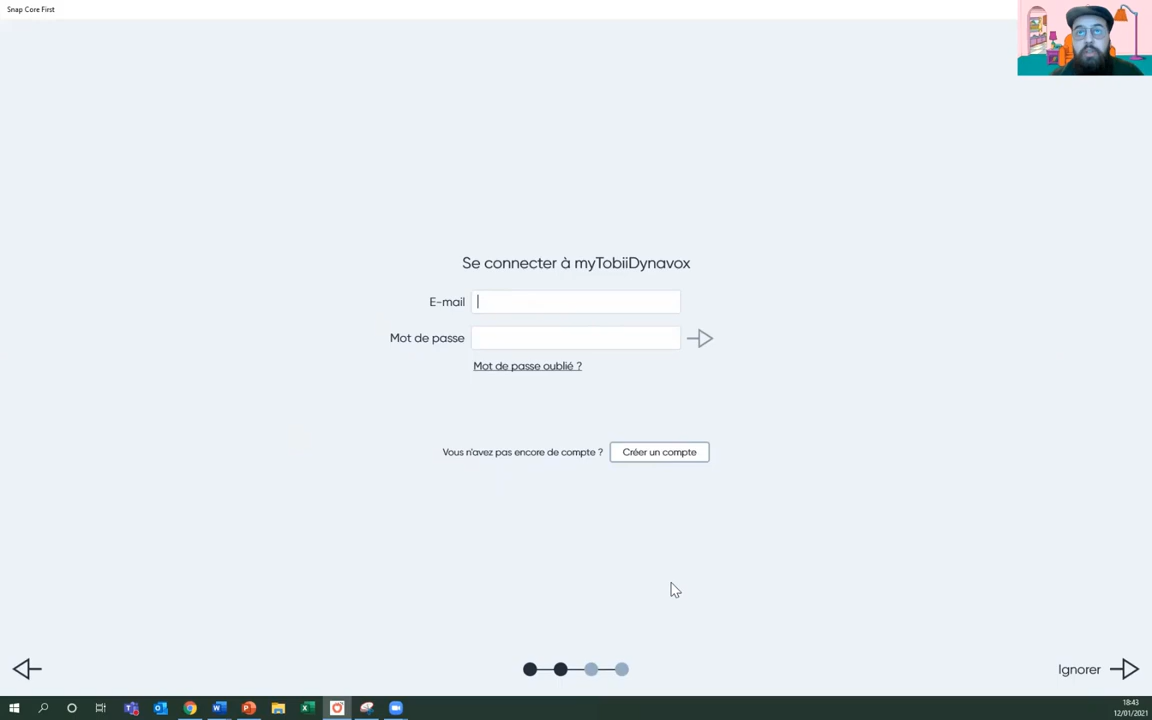 Snap Core First
Se connecter à myTobiiDynavox
E-mail
Mot de passe
Mot de passe oublié ?
Vous n'avez pas encore de compte ? Créer un compte
Ignorer
18:43
12/01/2021